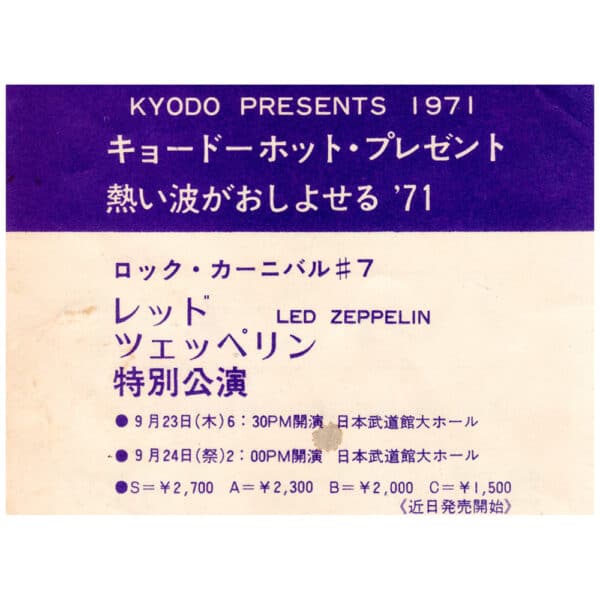 KYODO PRESENTS 1971
キョードーホット・プレゼント
熱い波がおしよせる '71
ロック・カーニバル♯7
レッド LED ZEPPELIN
ツェッペリン
特別公演
●9月23日(木)6：30PM開演 日本武道館大ホール
●9月24日(祭)2：00PM開演 日本武道館大ホール
●S=￥2,700 A=￥2,300 B=￥2,000 C=￥1,500
《近日発売開始》